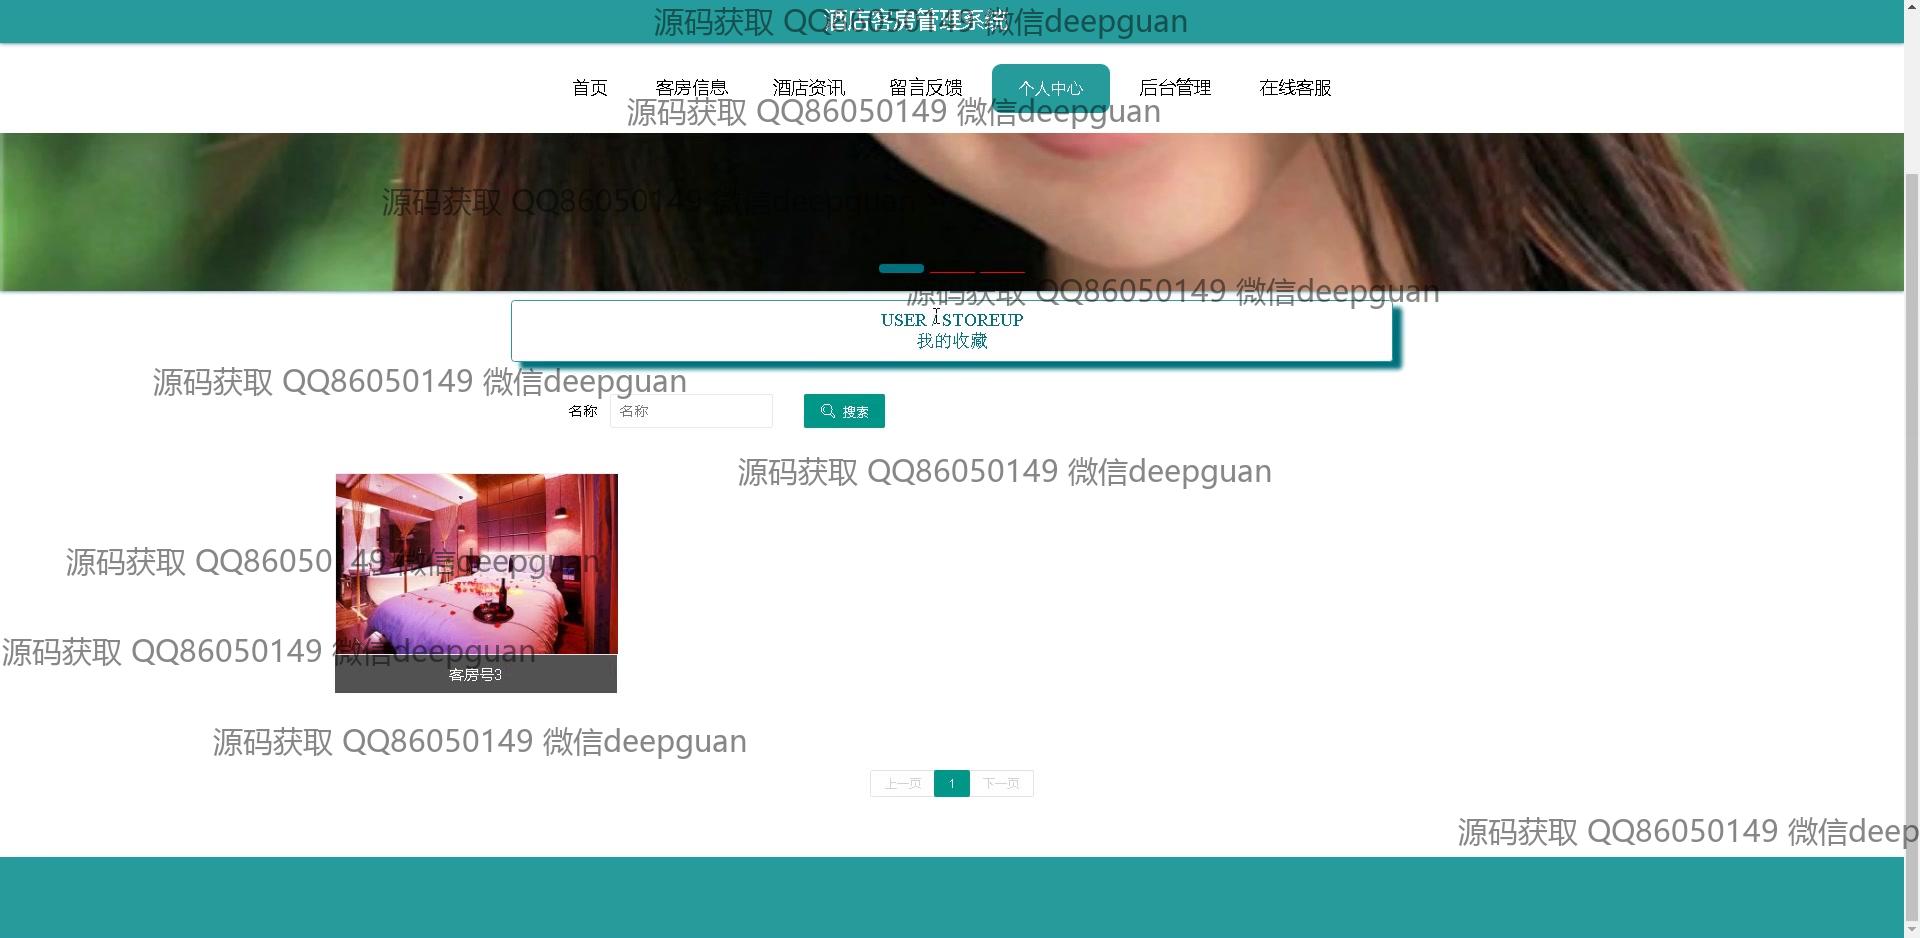 酒店客房管理系统
源码获取 QQ86050149 微信deepguan
首页 客房信息 酒店资讯 留言反馈 个人中心 后台管理 在线客服
源码获取 QQ86050149 微信deepguan
源码获取 QQ86050149 微信deepguan
源码获取 QQ86050149 微信deepguan
USER / STOREUP
我的收藏
源码获取 QQ86050149 微信deepguan
名称 名称 搜索
源码获取 QQ86050149 微信deepguan
源码获取 QQ86050149 微信deepguan
源码获取 QQ86050149 微信deepguan
客房号3
源码获取 QQ86050149 微信deepguan
上一页 1 下一页
源码获取 QQ86050149 微信deep